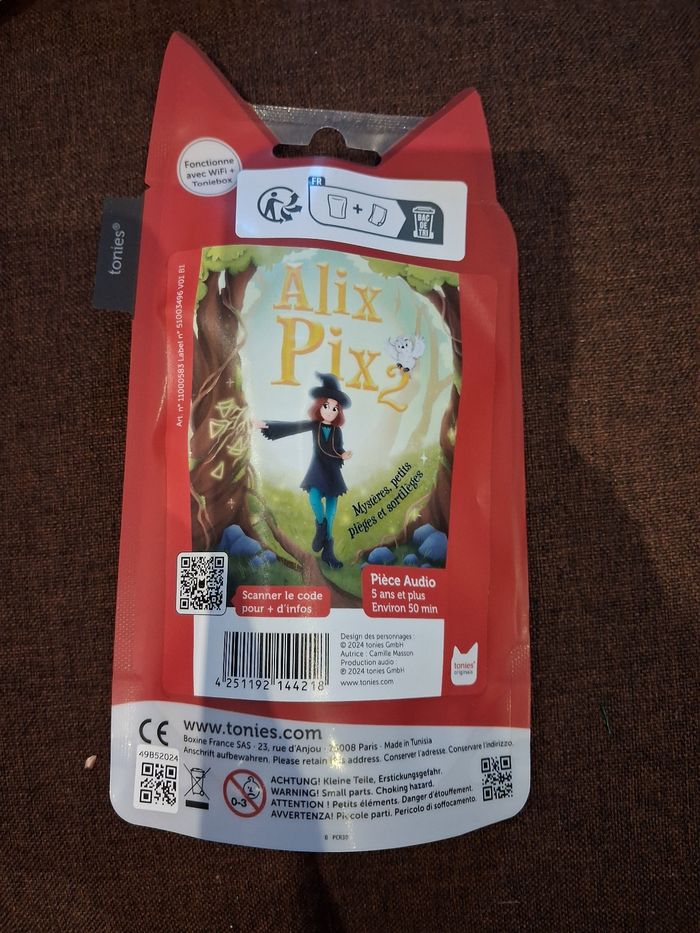 Fonctionne
avec WiFi +
Toniebox
FR
BAC
DE
TRI
tonies®
Art. n° 11000583 Label n° 51003496 V01 B1
Alix
Pix 2
Mystères, petits
pièges et sortilèges
Scanner le code
pour + d'infos
Pièce Audio
5 ans et plus
Environ 50 min
Design des personnages :
© 2024 tonies GmbH
Autrice : Camille Masson
Production audio :
℗ 2024 tonies GmbH
www.tonies.com
4 251192 144218
tonies®
originals
CE www.tonies.com
Boxine France SAS · 23, rue d'Anjou · 75008 Paris · Made in Tunisia
Anschrift aufbewahren. Please retain this address. Conserver l'adresse. Conservare l'indirizzo.
49B52024
0-3
ACHTUNG! Kleine Teile, Erstickungsgefahr.
WARNING! Small parts. Choking hazard.
ATTENTION ! Petits éléments. Danger d'étouffement.
AVVERTENZA! Piccole parti. Pericolo di soffocamento.